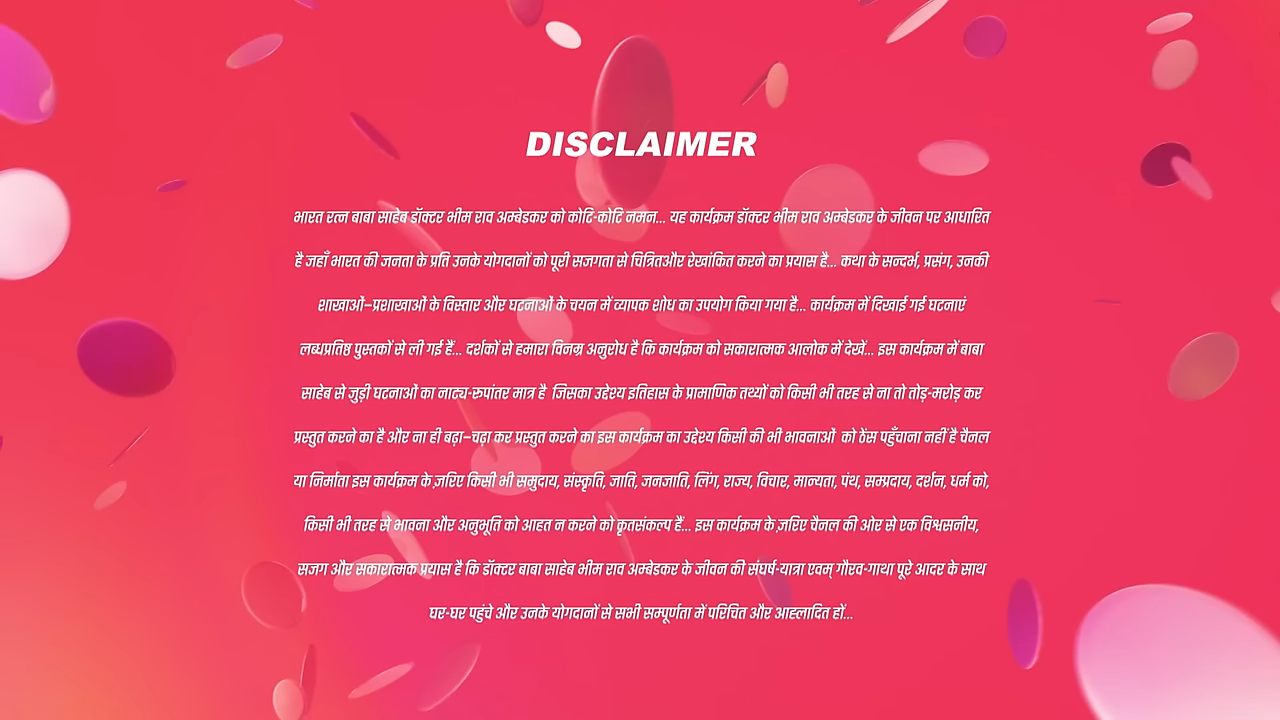 DISCLAIMER
भारत रत्न बाबा साहेब डॉक्टर भीम राव अम्बेडकर को कोटि-कोटि नमन... यह कार्यक्रम डॉक्टर भीम राव अम्बेडकर के जीवन पर आधारित
है जहाँ भारत की जनता के प्रति उनके योगदानों को पूरी सजगता से चित्रितऔर रेखांकित करने का प्रयास है... कथा के सन्दर्भ, प्रसंग, उनकी
शाखाओं–प्रशाखाओं के विस्तार और घटनाओं के चयन में व्यापक शोध का उपयोग किया गया है... कार्यक्रम में दिखाई गई घटनाएं
लब्धप्रतिष्ठ पुस्तकों से ली गई हैं... दर्शकों से हमारा विनम्र अनुरोध है कि कार्यक्रम को सकारात्मक आलोक में देखें... इस कार्यक्रम में बाबा
साहेब से जुड़ी घटनाओं का नाट्य-रूपांतर मात्र है जिसका उद्देश्य इतिहास के प्रामाणिक तथ्यों को किसी भी तरह से ना तो तोड़-मरोड़ कर
प्रस्तुत करने का है और ना ही बढ़ा–चढ़ा कर प्रस्तुत करने का इस कार्यक्रम का उद्देश्य किसी की भी भावनाओं को ठेंस पहुँचाना नहीं है चैनल
या निर्माता इस कार्यक्रम के ज़रिए किसी भी समुदाय, संस्कृति, जाति, जनजाति, लिंग, राज्य, विचार, मान्यता, पंथ, सम्प्रदाय, दर्शन, धर्म को,
किसी भी तरह से भावना और अनुभूति को आहत न करने को कृतसंकल्प हैं... इस कार्यक्रम के ज़रिए चैनल की ओर से एक विश्वसनीय,
सजग और सकारात्मक प्रयास है कि डॉक्टर बाबा साहेब भीम राव अम्बेडकर के जीवन की संघर्ष-यात्रा एवम् गौरव-गाथा पूरे आदर के साथ
घर-घर पहुंचे और उनके योगदानों से सभी सम्पूर्णता में परिचित और आह्लादित हों...